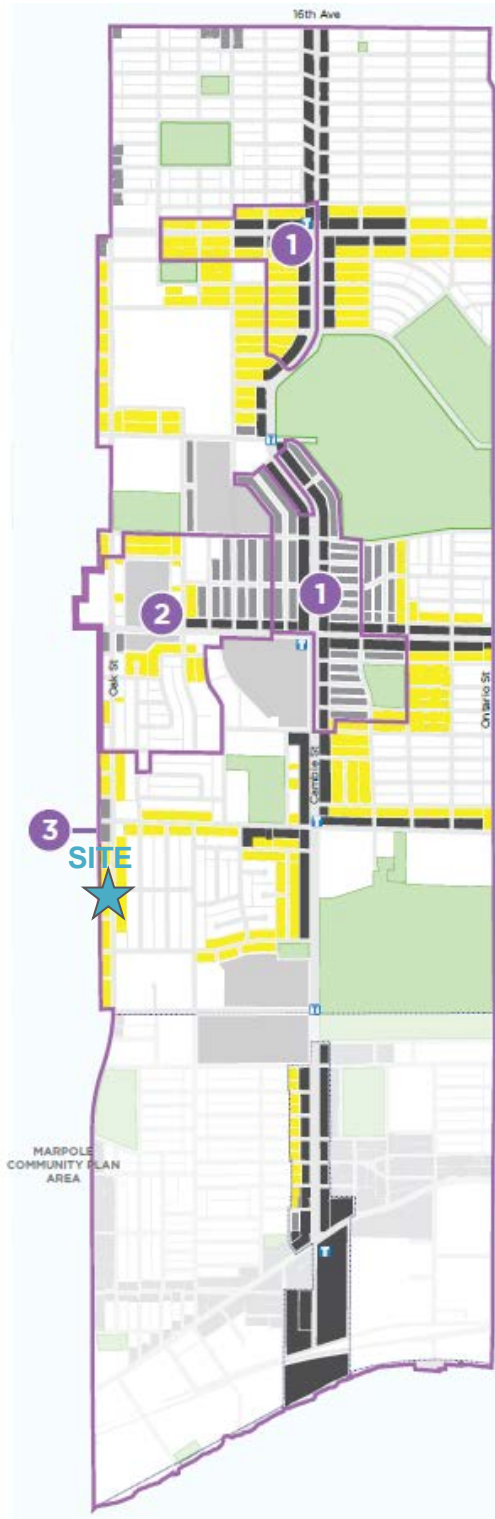 16th Ave
T
1
T
1
2
T
Oak St
Cambie St
Ontario St
T
3
SITE
T
MARPOLE
COMMUNITY PLAN
AREA
T